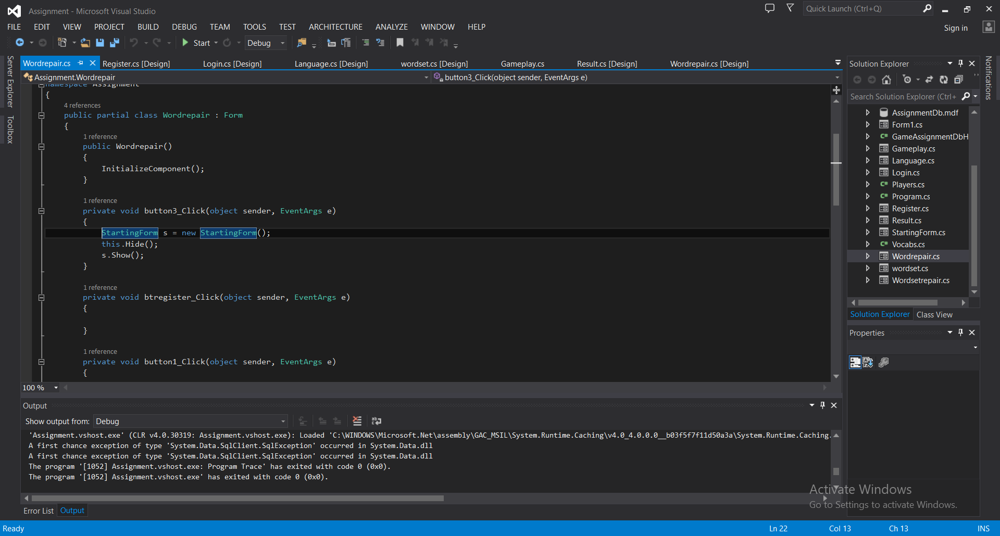 Assignment - Microsoft Visual Studio
Quick Launch (Ctrl+Q)
FILE EDIT VIEW PROJECT BUILD DEBUG TEAM TOOLS TEST ARCHITECTURE ANALYZE WINDOW HELP
Sign in
Start Debug
Server Explorer
Toolbox
Wordrepair.cs Register.cs [Design] Login.cs [Design] Language.cs [Design] wordset.cs [Design] Gameplay.cs Result.cs [Design] Wordrepair.cs [Design]
Assignment.Wordrepair button3_Click(object sender, EventArgs e)
namespace Assignment
{
4 references
public partial class Wordrepair : Form
{
1 reference
public Wordrepair()
{
InitializeComponent();
}
1 reference
private void button3_Click(object sender, EventArgs e)
{
StartingForm s = new StartingForm();
this.Hide();
s.Show();
}
1 reference
private void btregister_Click(object sender, EventArgs e)
{
}
1 reference
private void button1_Click(object sender, EventArgs e)
{
100 %
Output
Show output from: Debug
'Assignment.vshost.exe' (CLR v4.0.30319: Assignment.vshost.exe): Loaded 'C:\WINDOWS\Microsoft.Net\assembly\GAC_MSIL\System.Runtime.Caching\v4.0_4.0.0.0__b03f5f7f11d50a3a\System.Runtime.Caching.
A first chance exception of type 'System.Data.SqlClient.SqlException' occurred in System.Data.dll
A first chance exception of type 'System.Data.SqlClient.SqlException' occurred in System.Data.dll
The program '[1052] Assignment.vshost.exe: Program Trace' has exited with code 0 (0x0).
The program '[1052] Assignment.vshost.exe' has exited with code 0 (0x0).
Error List Output
Solution Explorer
Search Solution Explorer (Ctrl+
AssignmentDb.mdf
Form1.cs
GameAssignmentDbH
Gameplay.cs
Language.cs
Login.cs
Players.cs
Program.cs
Register.cs
Result.cs
StartingForm.cs
Vocabs.cs
Wordrepair.cs
wordset.cs
Wordsetrepair.cs
Solution Explorer Class View
Properties
Notifications
Activate Windows
Go to Settings to activate Windows.
Ready Ln 22 Col 13 Ch 13 INS